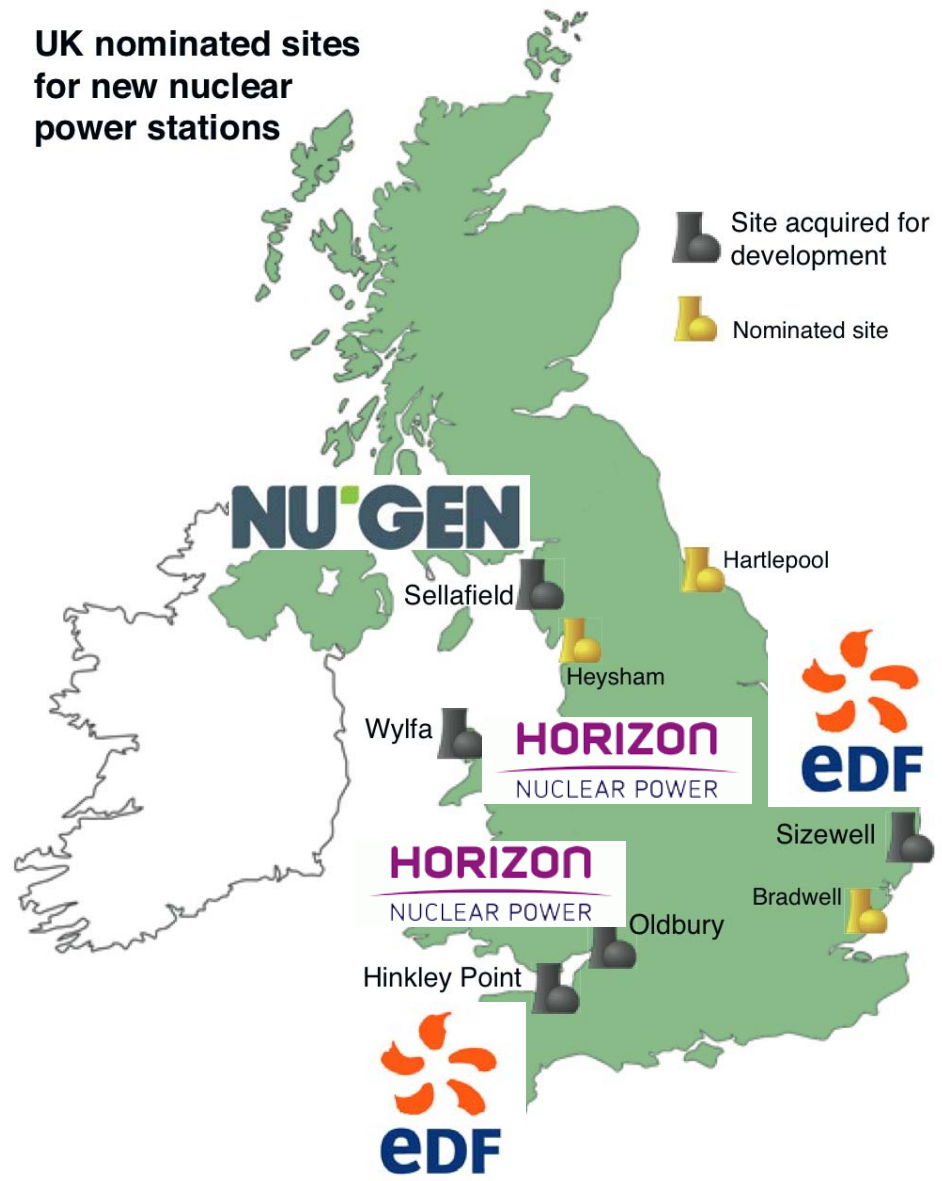 UK nominated sites
for new nuclear
power stations
Site acquired for
development
Nominated site
NU'GEN
Hartlepool
Sellafield
Heysham
Wylfa
HORIZON
NUCLEAR POWER
eDF
Sizewell
HORIZON
NUCLEAR POWER
Bradwell
Oldbury
Hinkley Point
eDF